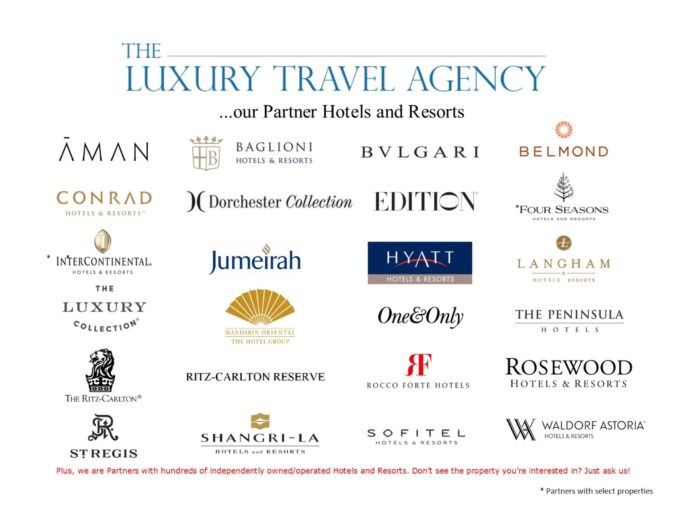 THE
LUXURY TRAVEL AGENCY
...our Partner Hotels and Resorts
ĀMAN
B
BAGLIONI
HOTELS & RESORTS
BVLGARI
BELMOND
CONRAD
HOTELS & RESORTS™
Dorchester Collection
EDITION
*FOUR SEASONS
HOTELS AND RESORTS
* INTERCONTINENTAL.
HOTELS & RESORTS
Jumeirah
HYATT
HOTELS & RESORTS
L
LANGHAM
HOTELS & RESORTS
THE
LUXURY
COLLECTION®
MANDARIN ORIENTAL
THE HOTEL GROUP
One&Only
THE PENINSULA
HOTELS
THE RITZ-CARLTON®
RITZ-CARLTON RESERVE
RF
ROCCO FORTE HOTELS
ROSEWOOD
HOTELS & RESORTS
STREGIS
SHANGRI-LA
HOTELS and RESORTS
SOFITEL
HOTELS & RESORTS
WA
WALDORF ASTORIA®
HOTELS & RESORTS
Plus, we are Partners with hundreds of independently owned/operated Hotels and Resorts. Don't see the property you're interested in? Just ask us!
* Partners with select properties